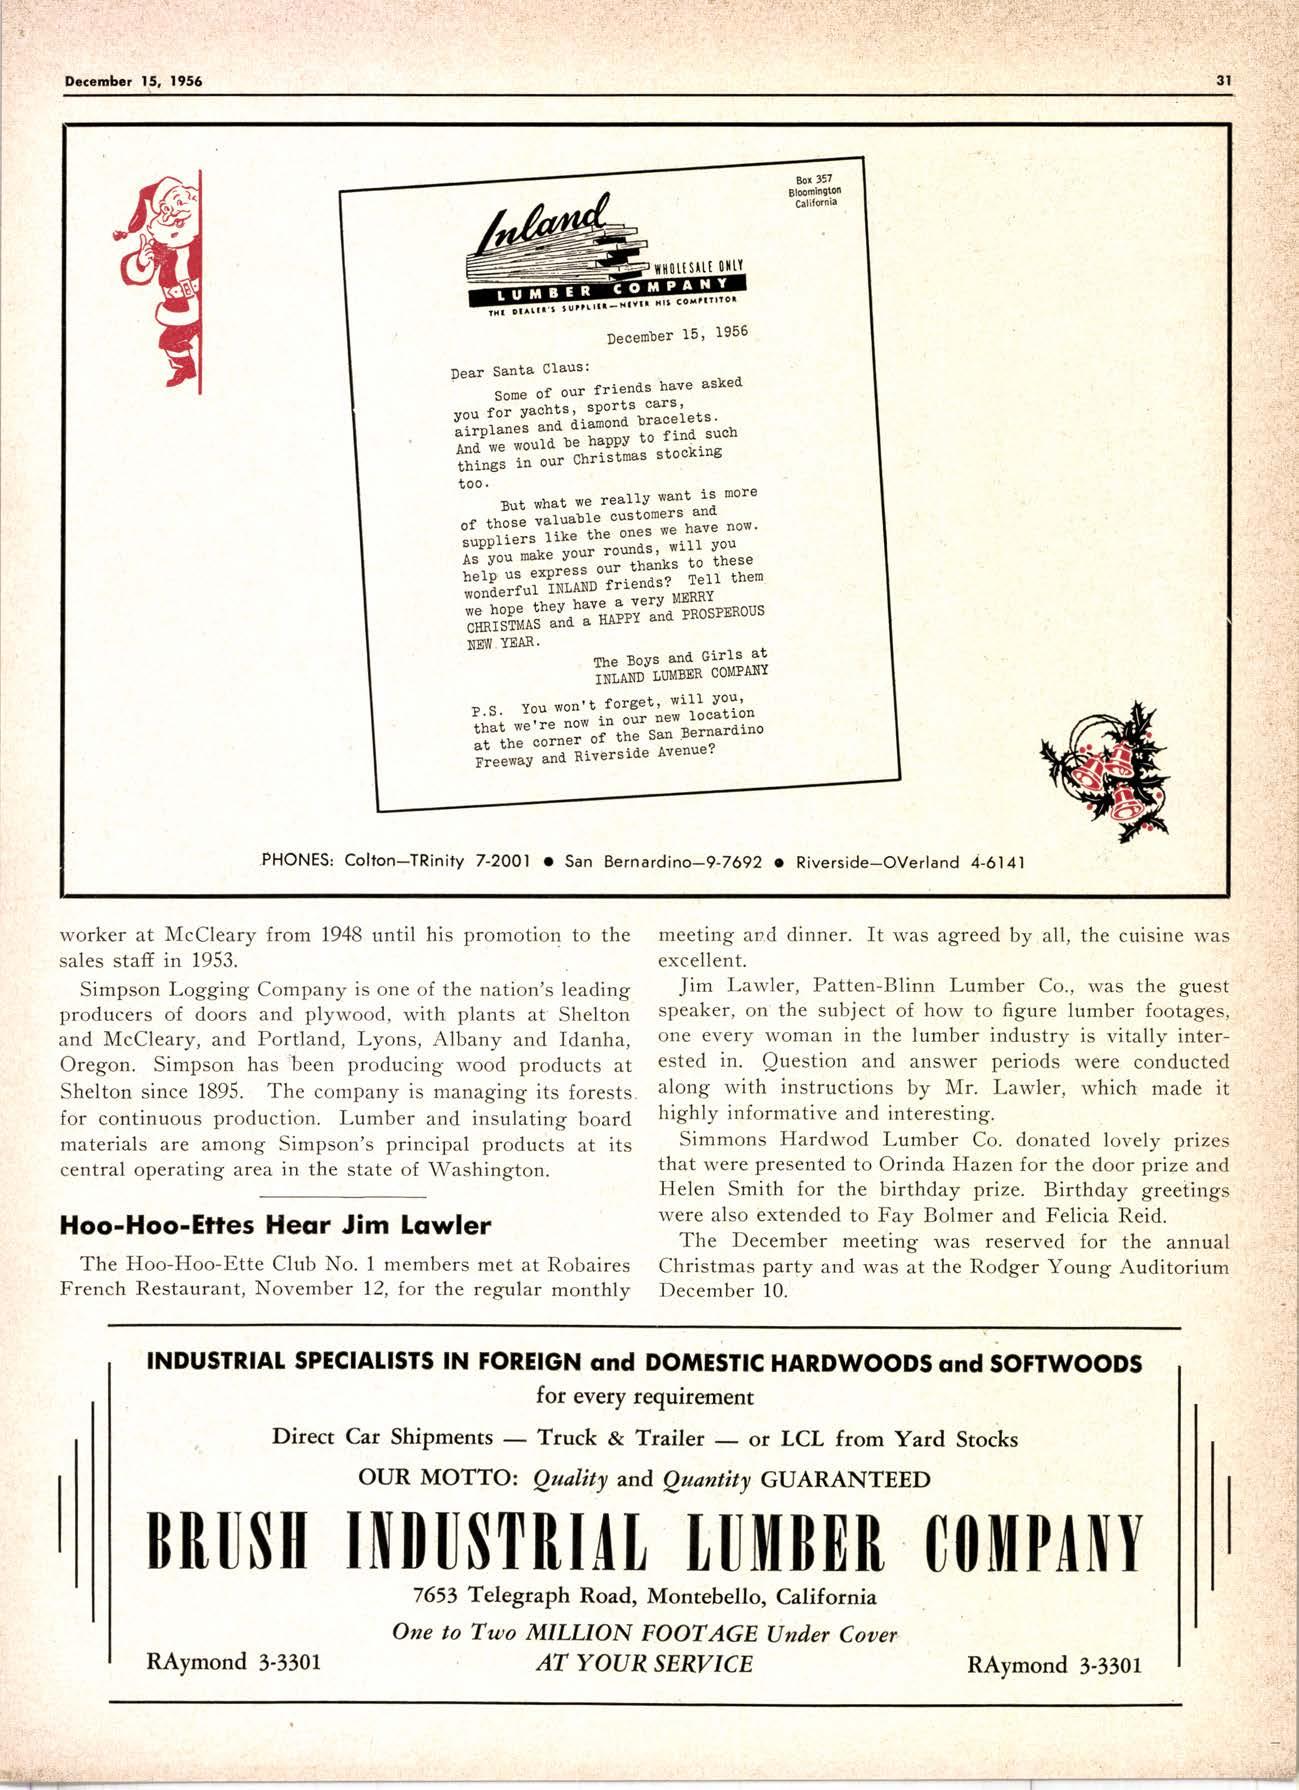 December 15, 1956
31
Box 357
Bloomington
California
Inland
WHOLESALE ONLY
LUMBER COMPANY
THE DEALER'S SUPPLIER—NEVER HIS COMPETITOR
December 15, 1956
Dear Santa Claus:
Some of our friends have asked
you for yachts, sports cars,
airplanes and diamond bracelets.
And we would be happy to find such
things in our Christmas stocking
too.
But what we really want is more
of those valuable customers and
suppliers like the ones we have now.
As you make your rounds, will you
help us express our thanks to these
wonderful INLAND friends? Tell them
we hope they have a very MERRY
CHRISTMAS and a HAPPY and PROSPEROUS
NEW YEAR.
The Boys and Girls at
INLAND LUMBER COMPANY
P.S. You won't forget, will you,
that we're now in our new location
at the corner of the San Bernardino
Freeway and Riverside Avenue?
PHONES: Colton—TRinity 7-2001 ● San Bernardino—9-7692 ● Riverside—OVerland 4-6141
worker at McCleary from 1948 until his promotion to the
sales staff in 1953.
Simpson Logging Company is one of the nation's leading
producers of doors and plywood, with plants at Shelton
and McCleary, and Portland, Lyons, Albany and Idanha,
Oregon. Simpson has been producing wood products at
Shelton since 1895. The company is managing its forests
for continuous production. Lumber and insulating board
materials are among Simpson's principal products at its
central operating area in the state of Washington.
Hoo-Hoo-Ettes Hear Jim Lawler
The Hoo-Hoo-Ette Club No. 1 members met at Robaires
French Restaurant, November 12, for the regular monthly
meeting and dinner. It was agreed by all, the cuisine was
excellent.
Jim Lawler, Patten-Blinn Lumber Co., was the guest
speaker, on the subject of how to figure lumber footages,
one every woman in the lumber industry is vitally inter-
ested in. Question and answer periods were conducted
along with instructions by Mr. Lawler, which made it
highly informative and interesting.
Simmons Hardwod Lumber Co. donated lovely prizes
that were presented to Orinda Hazen for the door prize and
Helen Smith for the birthday prize. Birthday greetings
were also extended to Fay Bolmer and Felicia Reid.
The December meeting was reserved for the annual
Christmas party and was at the Rodger Young Auditorium
December 10.
INDUSTRIAL SPECIALISTS IN FOREIGN and DOMESTIC HARDWOODS and SOFTWOODS
for every requirement
Direct Car Shipments — Truck & Trailer — or LCL from Yard Stocks
OUR MOTTO: Quality and Quantity GUARANTEED
BRUSH INDUSTRIAL LUMBER COMPANY
7653 Telegraph Road, Montebello, California
One to Two MILLION FOOTAGE Under Cover
RAymond 3-3301 AT YOUR SERVICE RAymond 3-3301